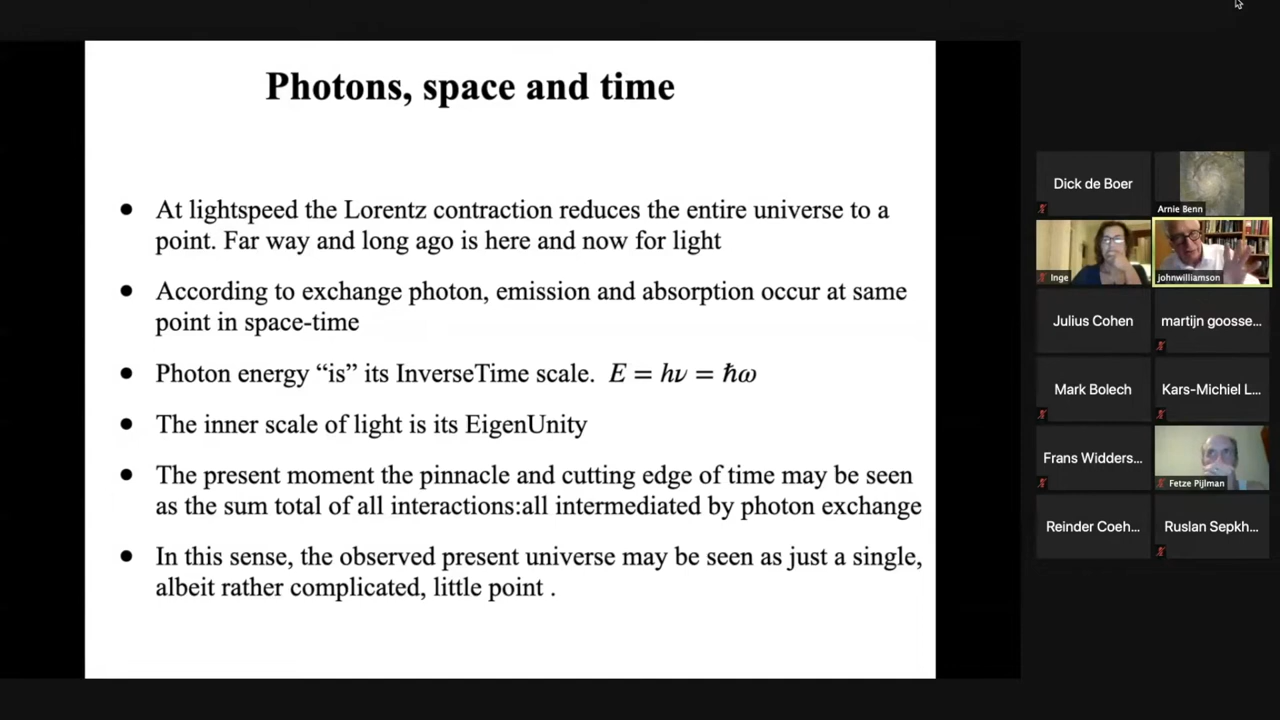 Photons, space and time
● At lightspeed the Lorentz contraction reduces the entire universe to a
point. Far way and long ago is here and now for light
● According to exchange photon, emission and absorption occur at same
point in space-time
● Photon energy “is” its InverseTime scale. E = hν = ħω
● The inner scale of light is its EigenUnity
● The present moment the pinnacle and cutting edge of time may be seen
as the sum total of all interactions:all intermediated by photon exchange
● In this sense, the observed present universe may be seen as just a single,
albeit rather complicated, little point .
Dick de Boer
Arnie Benn
Inge
johnwilliamson
Julius Cohen
martijn goosse...
Mark Bolech
Kars-Michiel L...
Frans Widders...
Fetze Pijlman
Reinder Coeh...
Ruslan Sepkh...